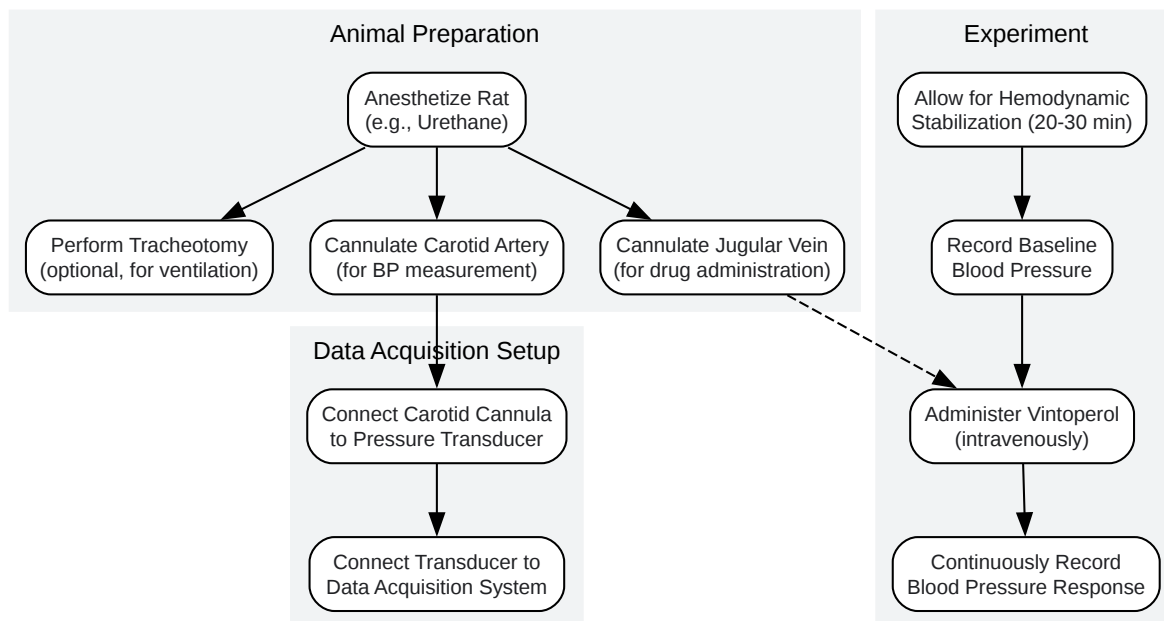 Animal Preparation
Anesthetize Rat
(e.g., Urethane)
Perform Tracheotomy
(optional, for ventilation)
Cannulate Carotid Artery
(for BP measurement)
Cannulate Jugular Vein
(for drug administration)
Data Acquisition Setup
Connect Carotid Cannula
to Pressure Transducer
Connect Transducer to
Data Acquisition System
Experiment
Allow for Hemodynamic
Stabilization (20-30 min)
Record Baseline
Blood Pressure
Administer Vintoperol
(intravenously)
Continuously Record
Blood Pressure Response